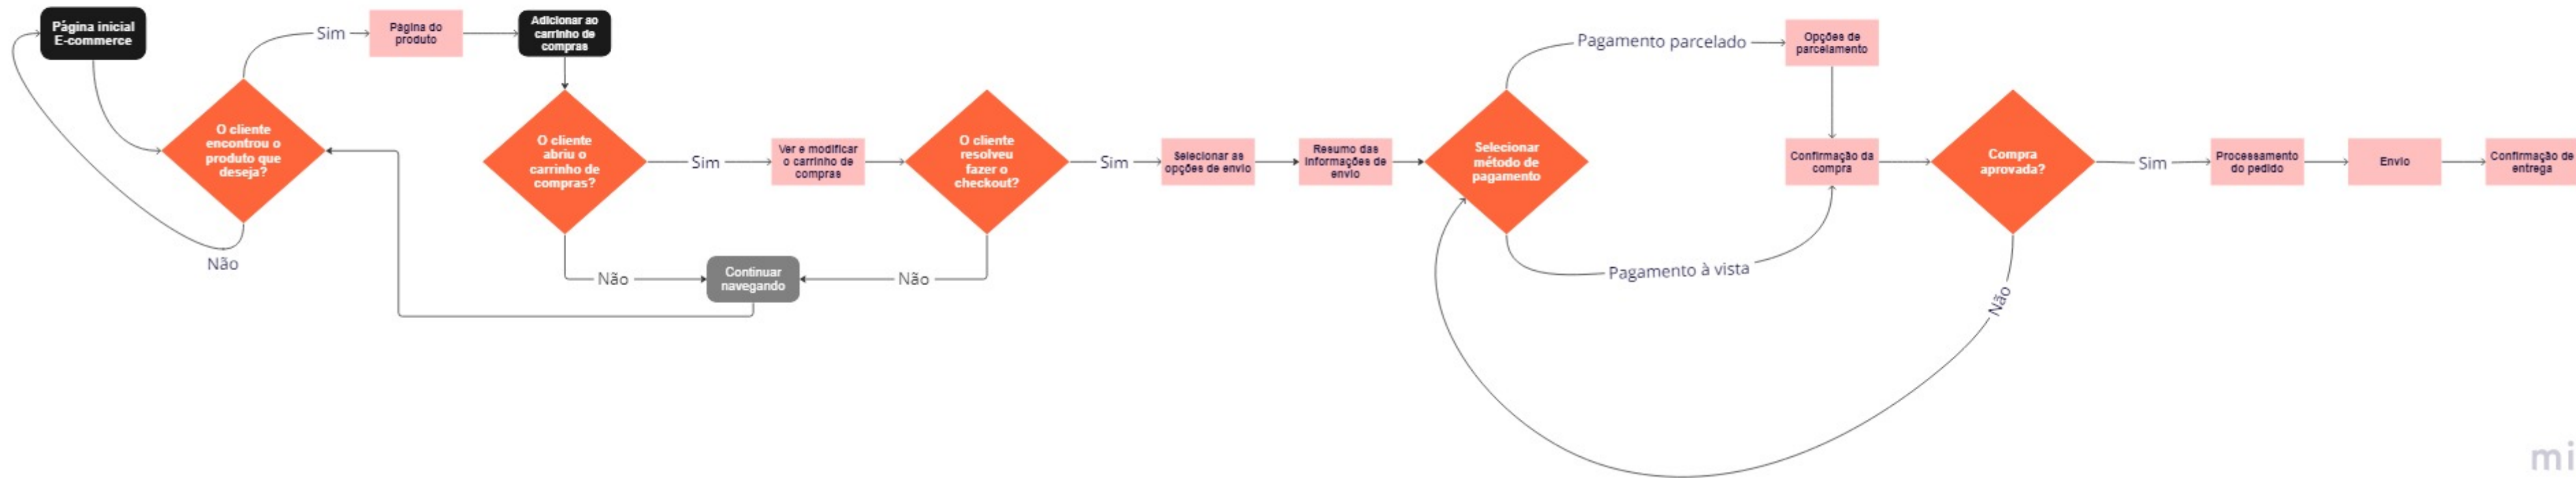 Página inicial
E-commerce
O cliente
encontrou o
produto que
deseja?
Não
Sim
Página do
produto
Adicionar ao
carrinho de
compras
O cliente
abriu o
carrinho de
compras?
Sim
Não
Ver e modificar
o carrinho de
compras
Continuar
navegando
O cliente
resolveu
fazer o
checkout?
Não
Sim
Selecionar as
opções de envio
Resumo das
informações de
envio
Selecionar
método de
pagamento
Pagamento parcelado
Opções de
parcelamento
Pagamento à vista
Confirmação da
compra
Compra
aprovada?
Não
Sim
Processamento
do pedido
Envio
Confirmação de
entrega
mi